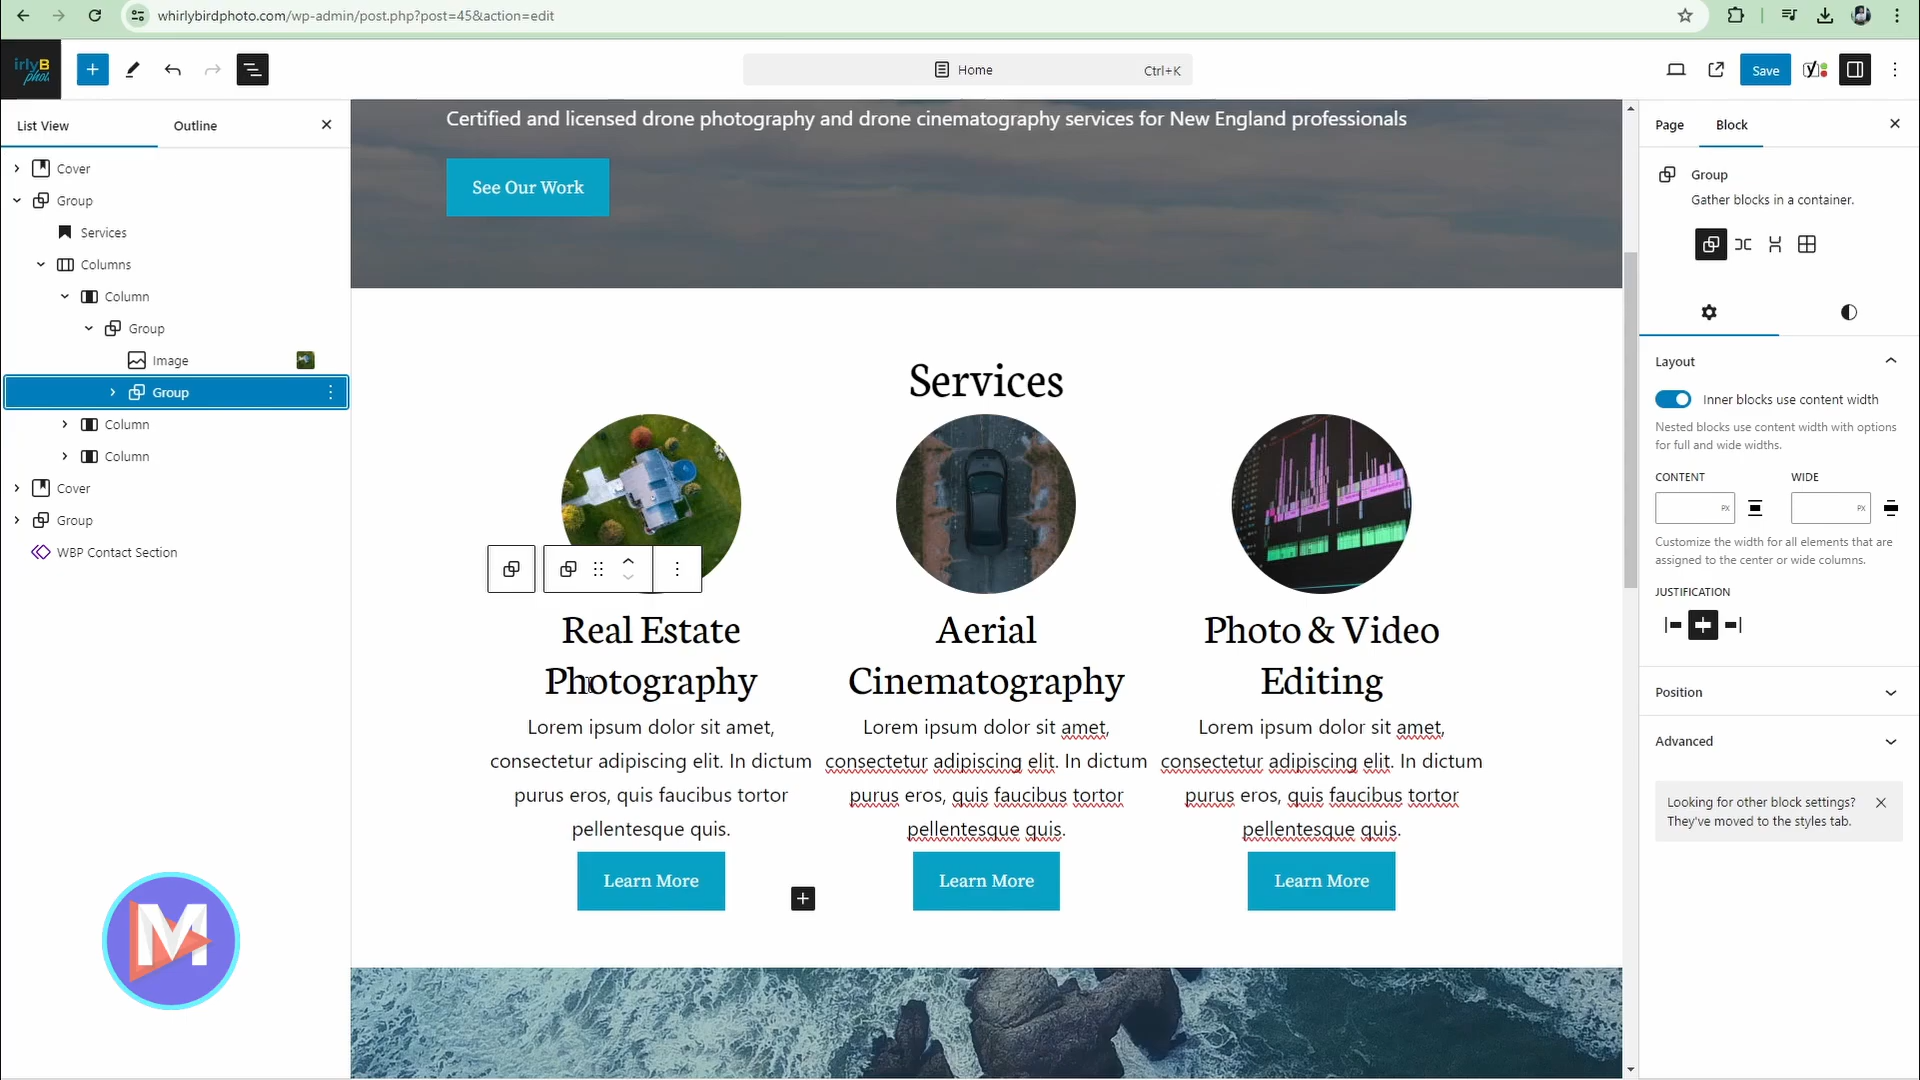 whirlybirdphoto.com/wp-admin/post.php?post=45&action=edit
irlyB
phot
Home
Ctrl+K
Save
List View
Outline
Cover
Group
Services
Columns
Column
Group
Image
Group
Column
Column
Cover
Group
WBP Contact Section
M
Certified and licensed drone photography and drone cinematography services for New England professionals
See Our Work
Services
Real Estate
Photography
Lorem ipsum dolor sit amet,
consectetur adipiscing elit. In dictum
purus eros, quis faucibus tortor
pellentesque quis.
Learn More
Aerial
Cinematography
Lorem ipsum dolor sit amet,
consectetur adipiscing elit. In dictum
purus eros, quis faucibus tortor
pellentesque quis.
Learn More
Photo & Video
Editing
Lorem ipsum dolor sit amet,
consectetur adipiscing elit. In dictum
purus eros, quis faucibus tortor
pellentesque quis.
Learn More
Page
Block
Group
Gather blocks in a container.
Layout
Inner blocks use content width
Nested blocks use content width with options
for full and wide widths.
CONTENT
WIDE
PX
PX
Customize the width for all elements that are
assigned to the center or wide columns.
JUSTIFICATION
Position
Advanced
Looking for other block settings?
They've moved to the styles tab.